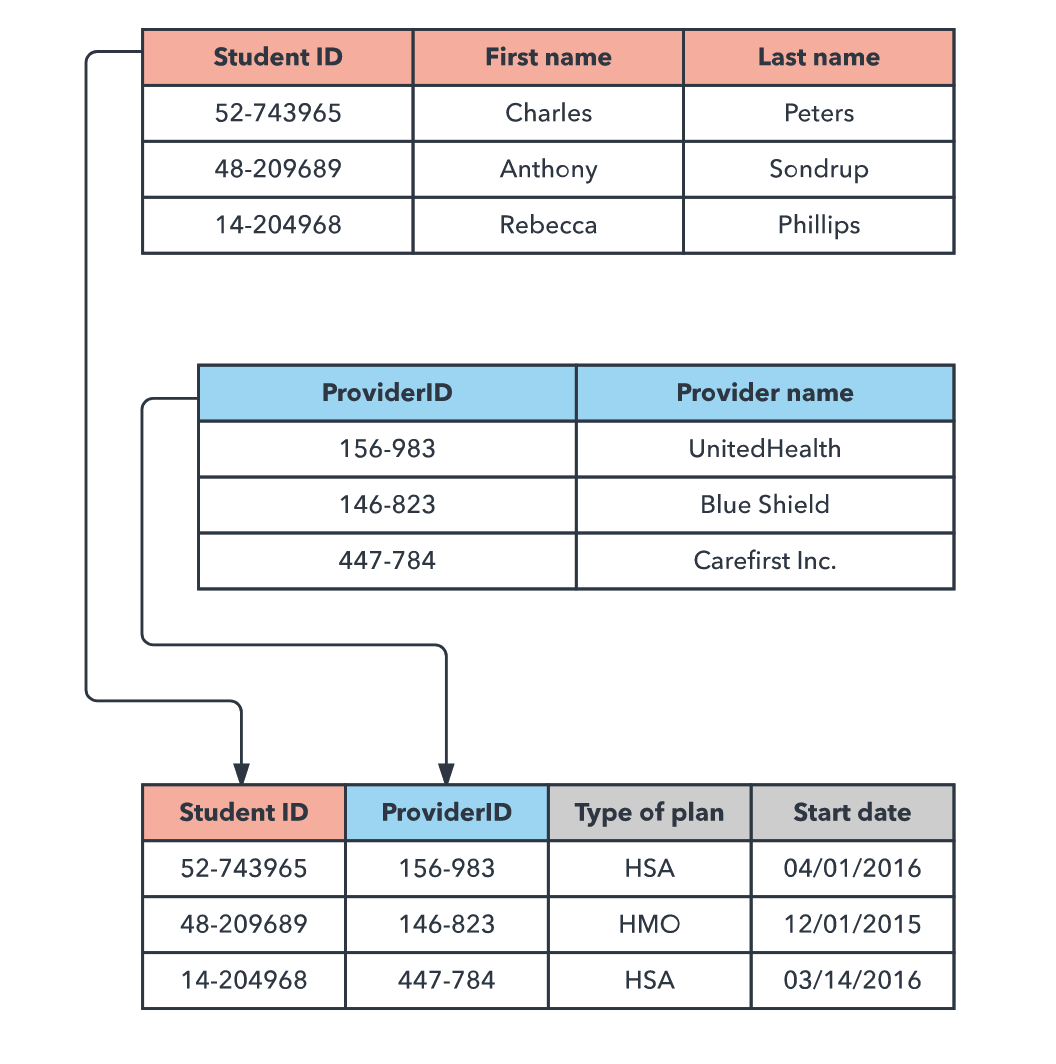 Student ID First name Last name
52-743965 Charles Peters
48-209689 Anthony Sondrup
14-204968 Rebecca Phillips
ProviderID Provider name
156-983 UnitedHealth
146-823 Blue Shield
447-784 Carefirst Inc.
Student ID ProviderID Type of plan Start date
52-743965 156-983 HSA 04/01/2016
48-209689 146-823 HMO 12/01/2015
14-204968 447-784 HSA 03/14/2016